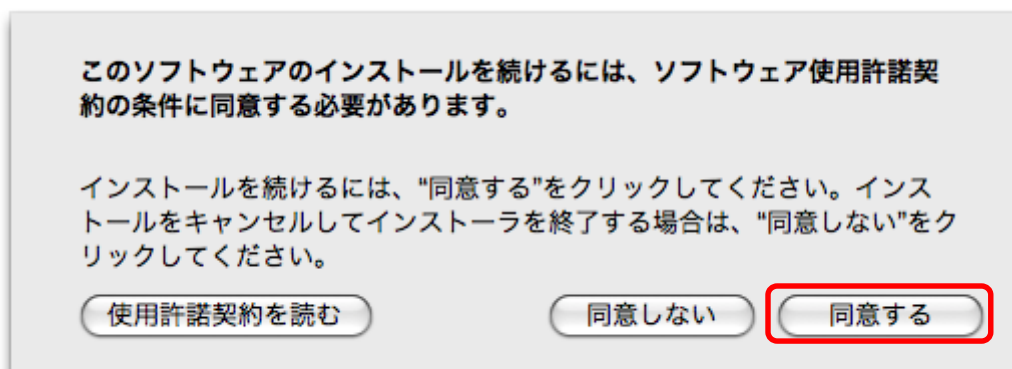 このソフトウェアのインストールを続けるには、ソフトウェア使用許諾契
約の条件に同意する必要があります。
インストールを続けるには、“同意する”をクリックしてください。インス
トールをキャンセルしてインストーラを終了する場合は、“同意しない”をク
リックしてください。
使用許諾契約を読む 同意しない 同意する